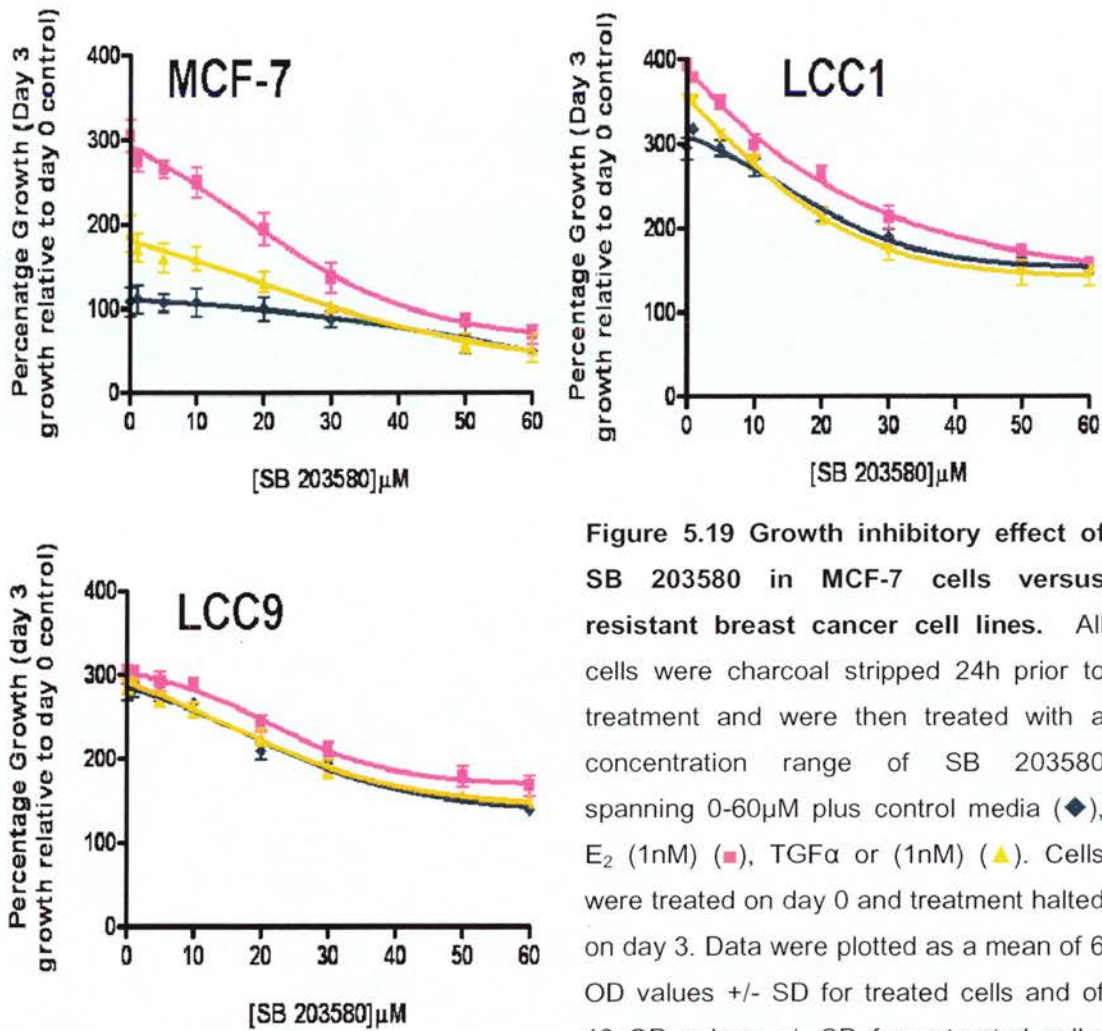 Percenatge Growth (Day 3
growth relative to day 0 control)
MCF-7
400
300
200
100
0
0 10 20 30 40 50 60
[SB 203580]µM
Percentage Growth (Day 3
growth relative to day 0 control)
LCC1
400
300
200
100
0
0 10 20 30 40 50 60
[SB 203580]µM
Percentage Growth (day 3
growth relative to day 0 control)
LCC9
400
300
200
100
0
0 10 20 30 40 50 60
[SB 203580]µM
Figure 5.19 Growth inhibitory effect of
SB 203580 in MCF-7 cells versus
resistant breast cancer cell lines. All
cells were charcoal stripped 24h prior to
treatment and were then treated with a
concentration range of SB 203580
spanning 0-60µM plus control media (◆),
E₂ (1nM) (■), TGFα or (1nM) (▲). Cells
were treated on day 0 and treatment halted
on day 3. Data were plotted as a mean of 6
OD values +/- SD for treated cells and of